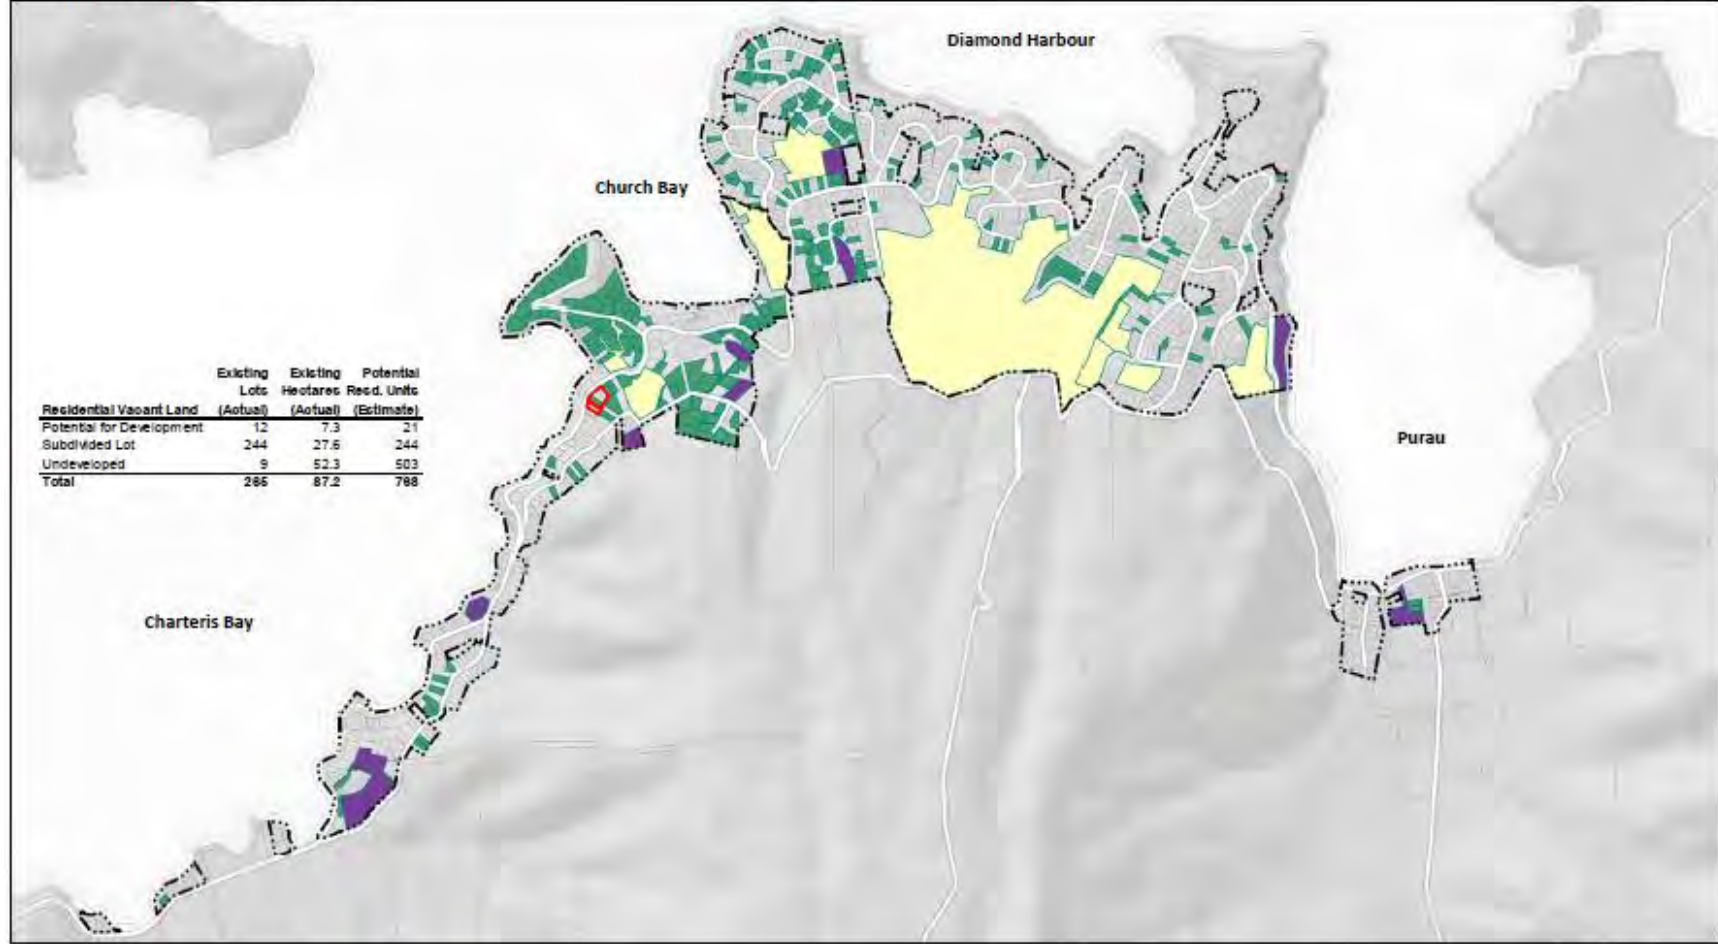 Diamond Harbour
Church Bay
Existing Existing Potential
Lots Hectares Resd. Units
Residential Vacant Land (Actual) (Actual) (Estimate)
Potential for Development 12 7.3 21
Subdivided Lot 244 27.6 244
Undeveloped 9 52.3 503
Total 265 87.2 768
Purau
Charteris Bay